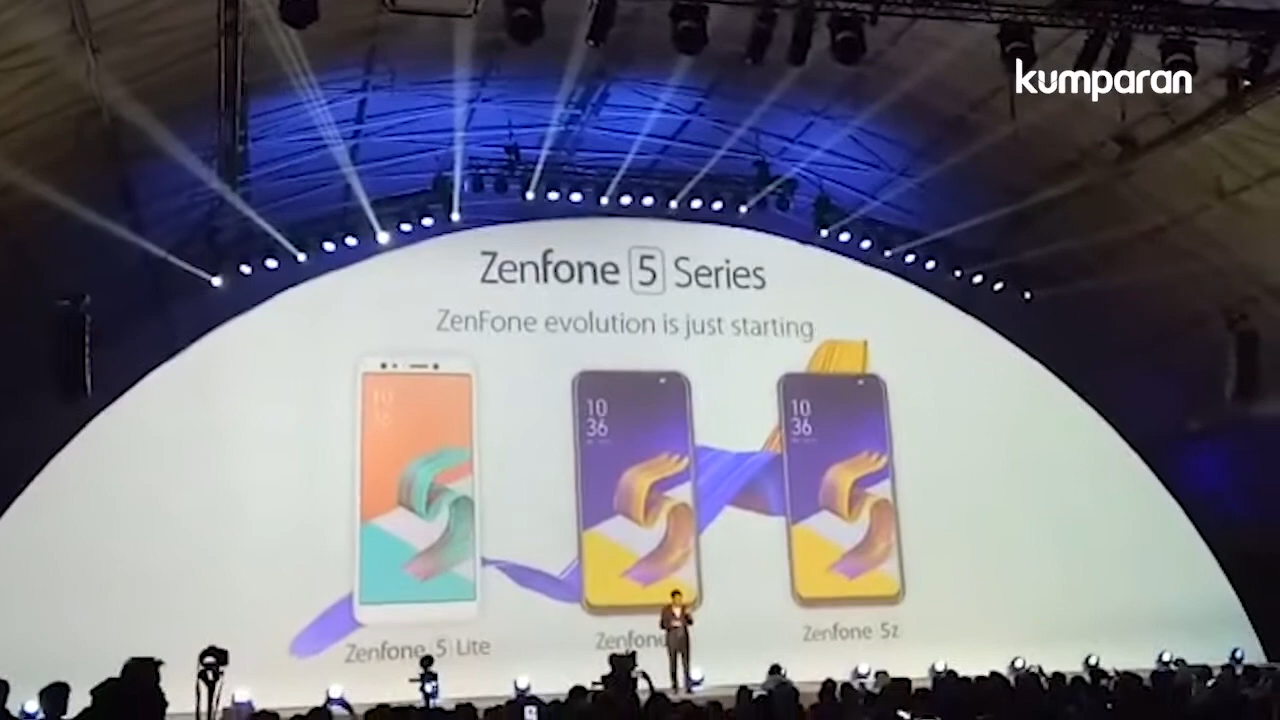 kumparan
Zenfone 5 Series
ZenFone evolution is just starting
10
36
10
36
10
36
Zenfone 5 Lite
Zenfone
Zenfone 5z